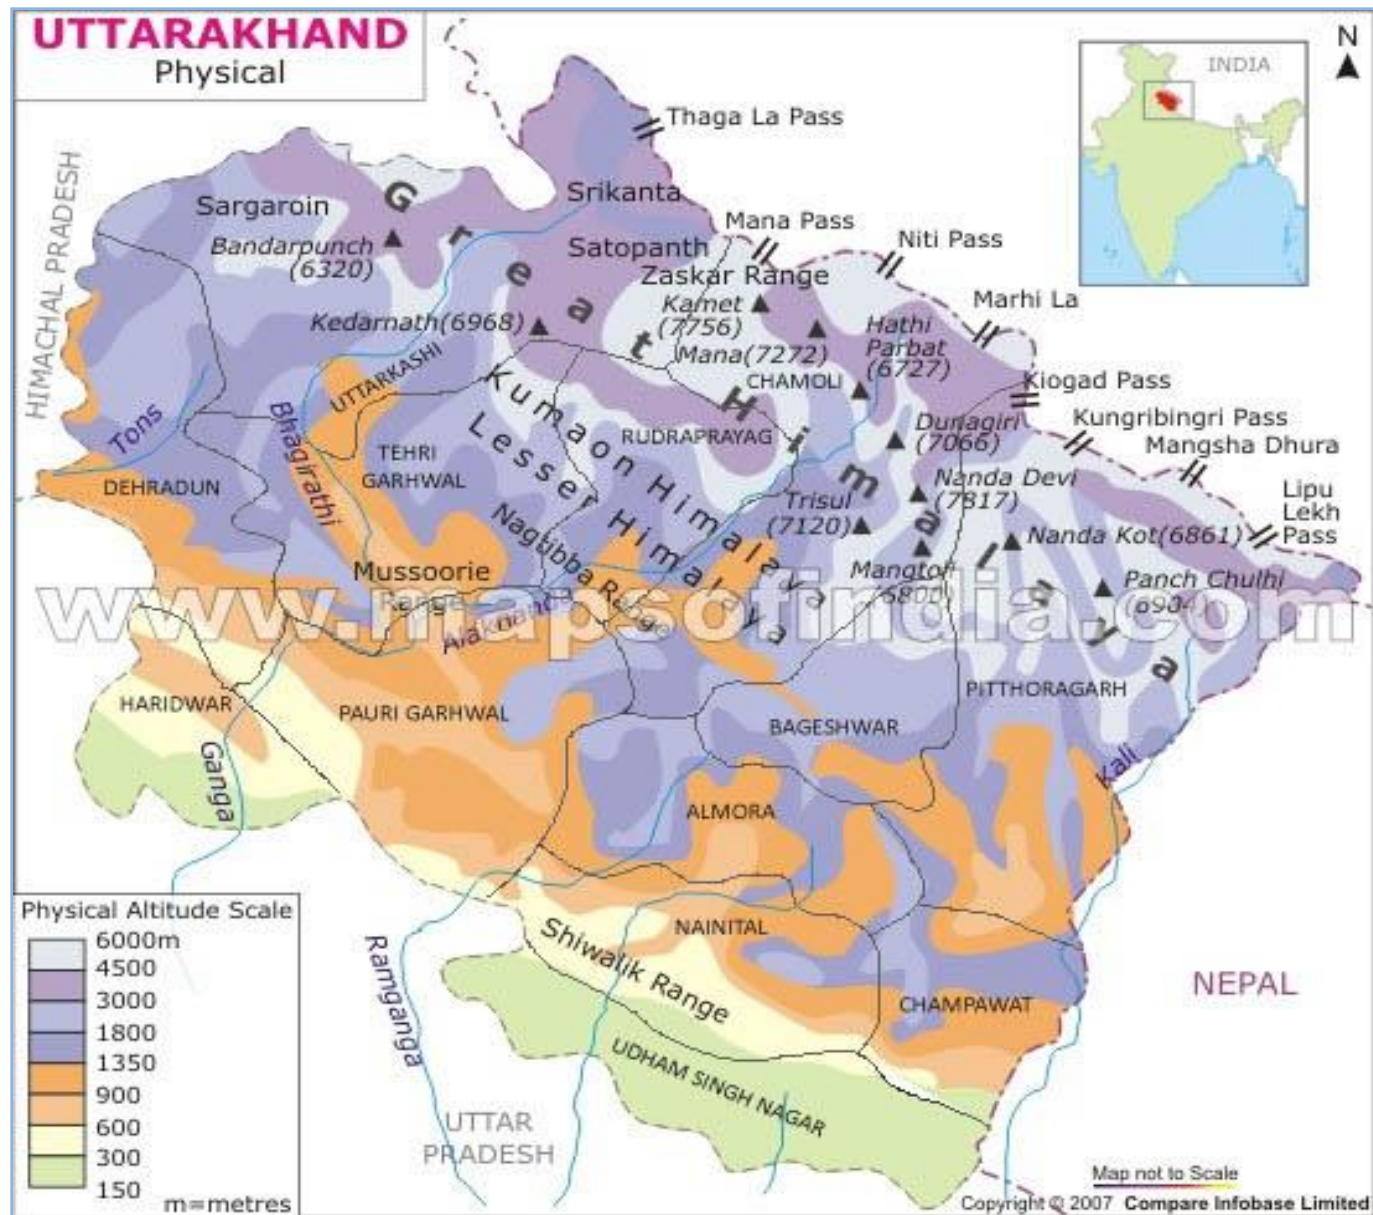 UTTARAKHAND
Physical
N
INDIA
HIMACHAL PRADESH
Thaga La Pass
Sargaroin
Srikanta
Bandarpunch
(6320)
Mana Pass
Niti Pass
Satopanth
Zaskar Range
Great Himalaya
Marhi La
Kedarnath(6968)
Kamet
(7756)
Mana(7272)
Hathi
Parbat
(6727)
UTTARKASHI
CHAMOLI
Kiogad Pass
Kumaon Himalaya
Lesser Himalaya
Kungribingri Pass
Mangsha Dhura
Tons
Bhagirathi
RUDRAPRAYAG
Dunagiri
(7066)
TEHRI
GARHWAL
DEHRADUN
Nagtibba Range
Trisul
(7120)
Nanda Devi
(7817)
Lipu
Lekh
Pass
Nanda Kot(6861)
Mussoorie
Range
Panch Chulhi
www.mapsofindia.com
HARIDWAR
PAURI GARHWAL
PITTHORAGARH
BAGESHWAR
Ganga
Kali
ALMORA
NAINITAL
Shiwalik Range
Ramganga
CHAMPAWAT
NEPAL
UDHAM SINGH NAGAR
UTTAR
PRADESH
Physical Altitude Scale
6000m
4500
3000
1800
1350
900
600
300
150
m=metres
Map not to Scale
Copyright © 2007 Compare Infobase Limited